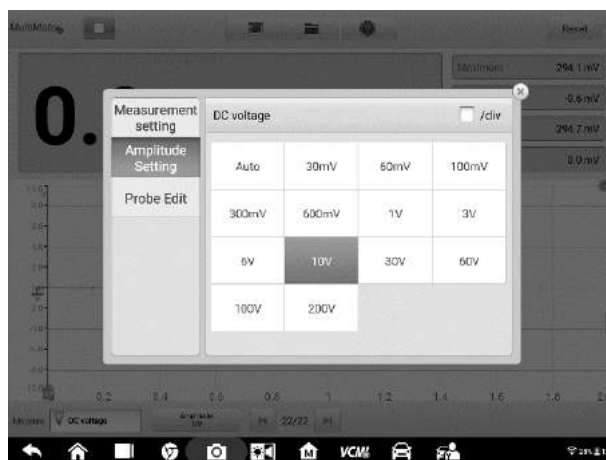 MultiMeter
Reset
Maximum 294.1 mV
0.
-0.6 mV
294.7 mV
0.0 mV
DC voltage
/div
Measurement
setting
Amplitude
Setting
Probe Edit
Auto 30mV 60mV 100mV
300mV 600mV 1V 3V
6V 10V 30V 60V
100V 200V
0.2 0.4 0.6 0.8 1 1.2 1.4 1.6 1.8
DC voltage
Amplitude
22/22
VCMI
M